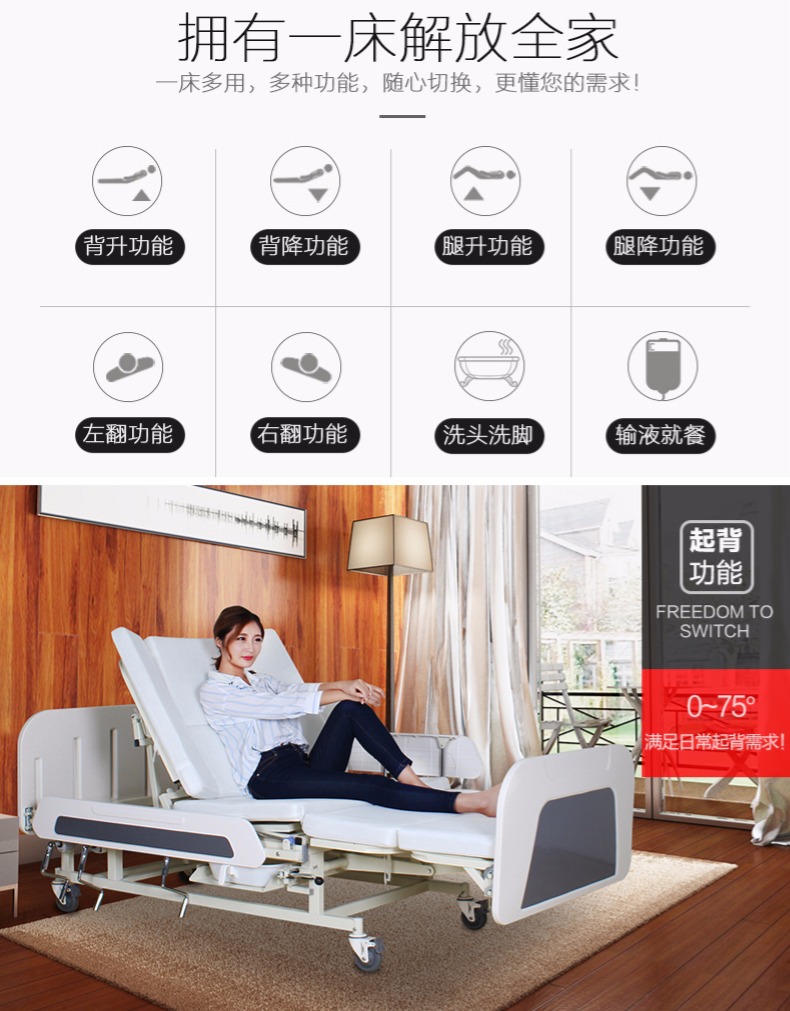 拥有一床解放全家
一床多用，多种功能，随心切换，更懂您的需求！
背升功能
背降功能
腿升功能
腿降功能
左翻功能
右翻功能
洗头洗脚
输液就餐
起背
功能
FREEDOM TO
SWITCH
0~75°
满足日常起背需求！